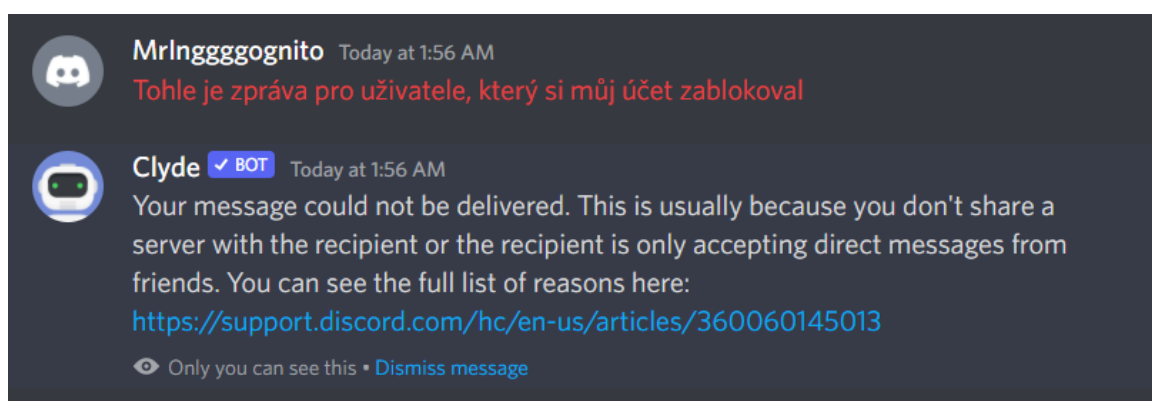 MrInggggognito Today at 1:56 AM
Tohle je zpráva pro uživatele, který si můj účet zablokoval
Clyde ✓ BOT Today at 1:56 AM
Your message could not be delivered. This is usually because you don't share a
server with the recipient or the recipient is only accepting direct messages from
friends. You can see the full list of reasons here:
https://support.discord.com/hc/en-us/articles/360060145013
Only you can see this • Dismiss message